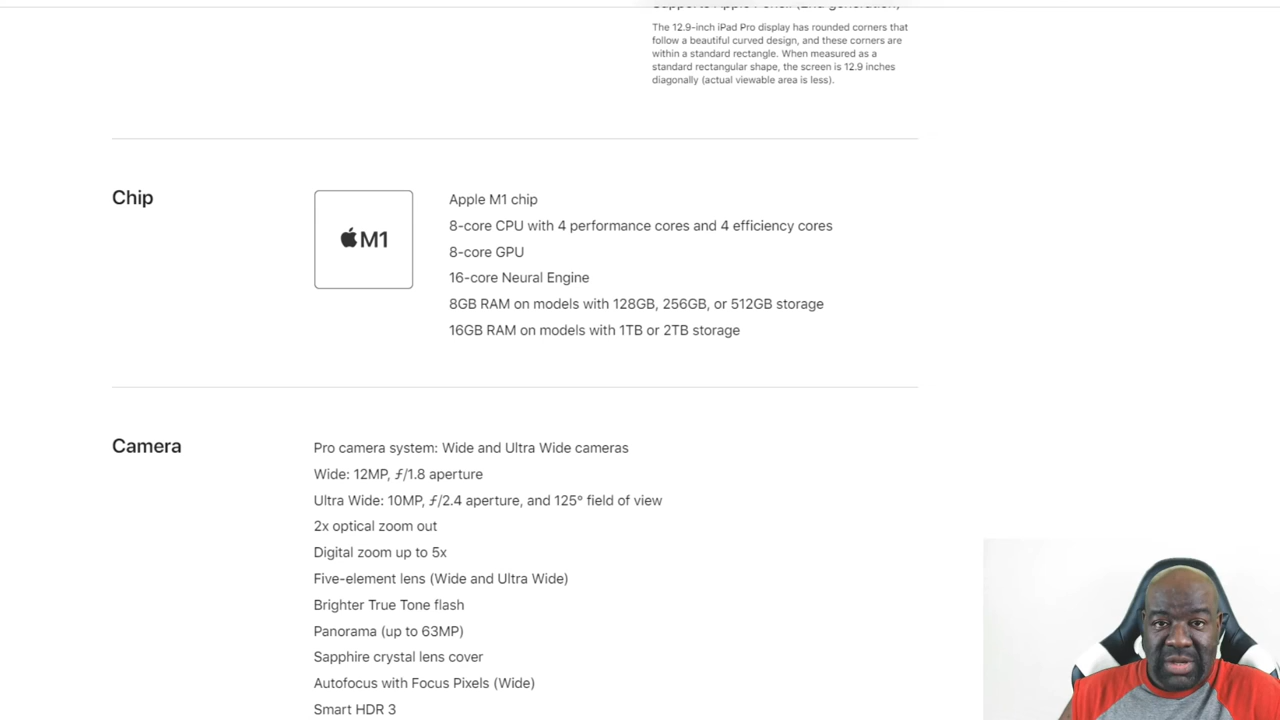 Supports Apple Pencil (2nd generation)
The 12.9-inch iPad Pro display has rounded corners that
follow a beautiful curved design, and these corners are
within a standard rectangle. When measured as a
standard rectangular shape, the screen is 12.9 inches
diagonally (actual viewable area is less).
Chip
M1
Apple M1 chip
8-core CPU with 4 performance cores and 4 efficiency cores
8-core GPU
16-core Neural Engine
8GB RAM on models with 128GB, 256GB, or 512GB storage
16GB RAM on models with 1TB or 2TB storage
Camera
Pro camera system: Wide and Ultra Wide cameras
Wide: 12MP, ƒ/1.8 aperture
Ultra Wide: 10MP, ƒ/2.4 aperture, and 125° field of view
2x optical zoom out
Digital zoom up to 5x
Five-element lens (Wide and Ultra Wide)
Brighter True Tone flash
Panorama (up to 63MP)
Sapphire crystal lens cover
Autofocus with Focus Pixels (Wide)
Smart HDR 3